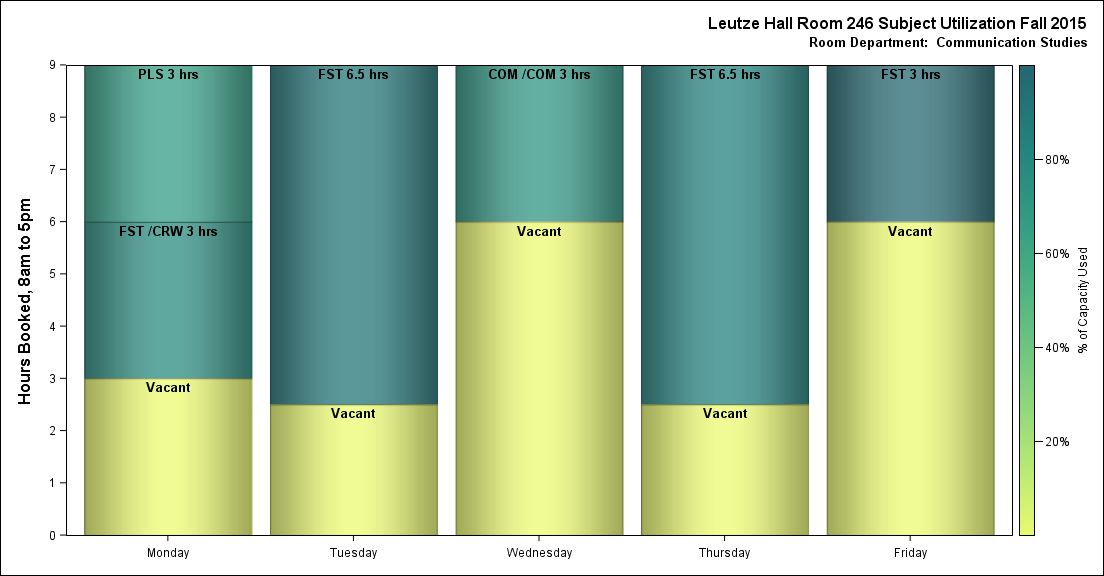 Leutze Hall Room 246 Subject Utilization Fall 2015
Room Department:  Communication Studies
Hours Booked, 8am to 5pm
9
8
7
6
5
4
3
2
1
0
PLS 3 hrs
FST /CRW 3 hrs
Vacant
FST 6.5 hrs
Vacant
COM /COM 3 hrs
Vacant
FST 6.5 hrs
Vacant
FST 3 hrs
Vacant
Monday
Tuesday
Wednesday
Thursday
Friday
80%
60%
40%
20%
% of Capacity Used